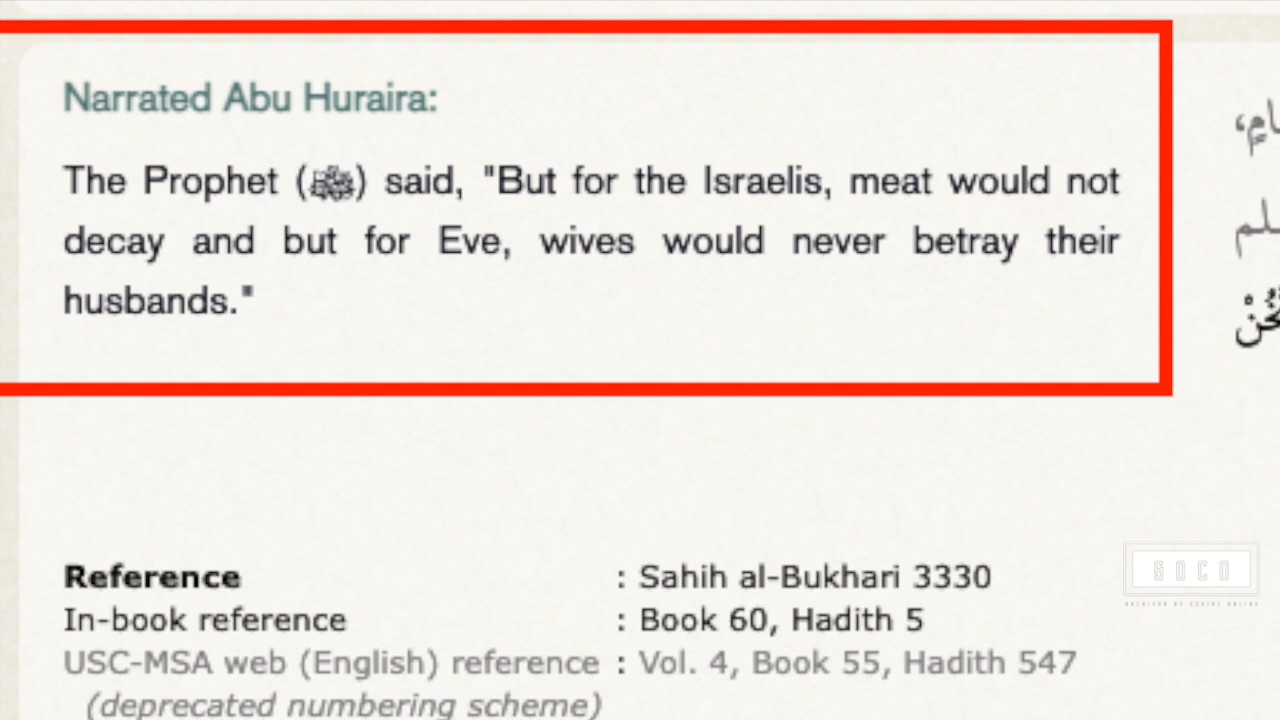 Narrated Abu Huraira:
The Prophet (ﷺ) said, "But for the Israelis, meat would not
decay and but for Eve, wives would never betray their
husbands."
Reference : Sahih al-Bukhari 3330
In-book reference : Book 60, Hadith 5
USC-MSA web (English) reference : Vol. 4, Book 55, Hadith 547
(deprecated numbering scheme)
SOCO